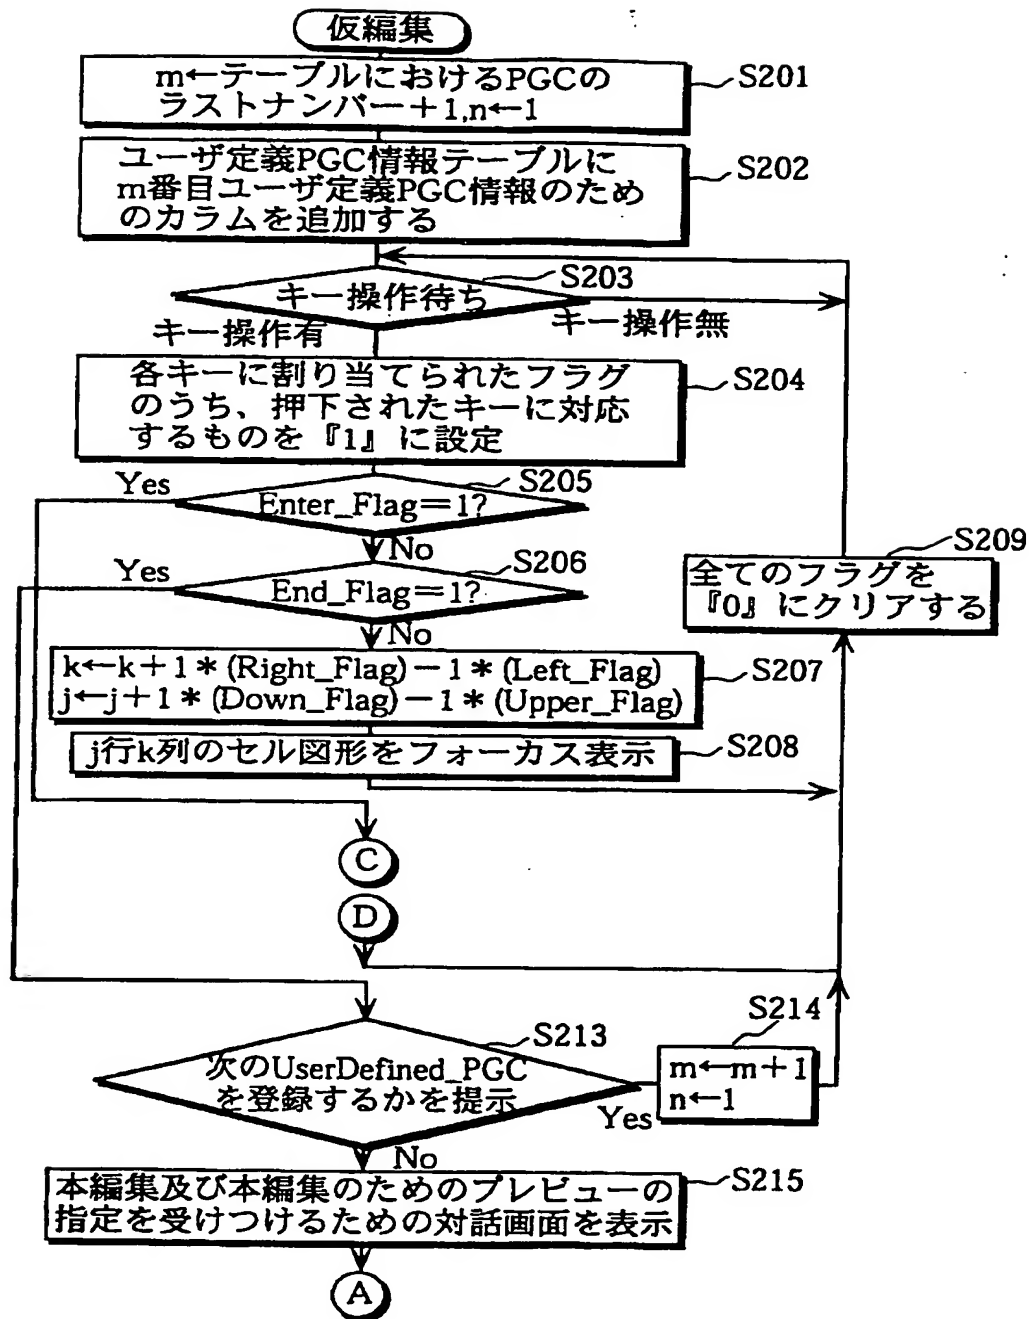 仮編集
m←テーブルにおけるPGCの
ラストナンバー+1,n←1
S201
ユーザ定義PGC情報テーブルに
m番目ユーザ定義PGC情報のため
のカラムを追加する
S202
S203
キー操作待ち
キー操作有
キー操作無
各キーに割り当てられたフラグ
のうち、押下されたキーに対応
するものを『1』に設定
S204
Yes
S205
Enter_Flag=1?
No
Yes
S206
End_Flag=1?
No
S209
全てのフラグを
『0』にクリアする
k←k+1*(Right_Flag)-1*(Left_Flag)
j←j+1*(Down_Flag)-1*(Upper_Flag)
S207
j行k列のセル図形をフォーカス表示
S208
C
D
S213
次のUserDefined_PGC
を登録するかを提示
Yes
S214
m←m+1
n←1
No
本編集及び本編集のためのプレビューの
指定を受けつけるための対話画面を表示
S215
A